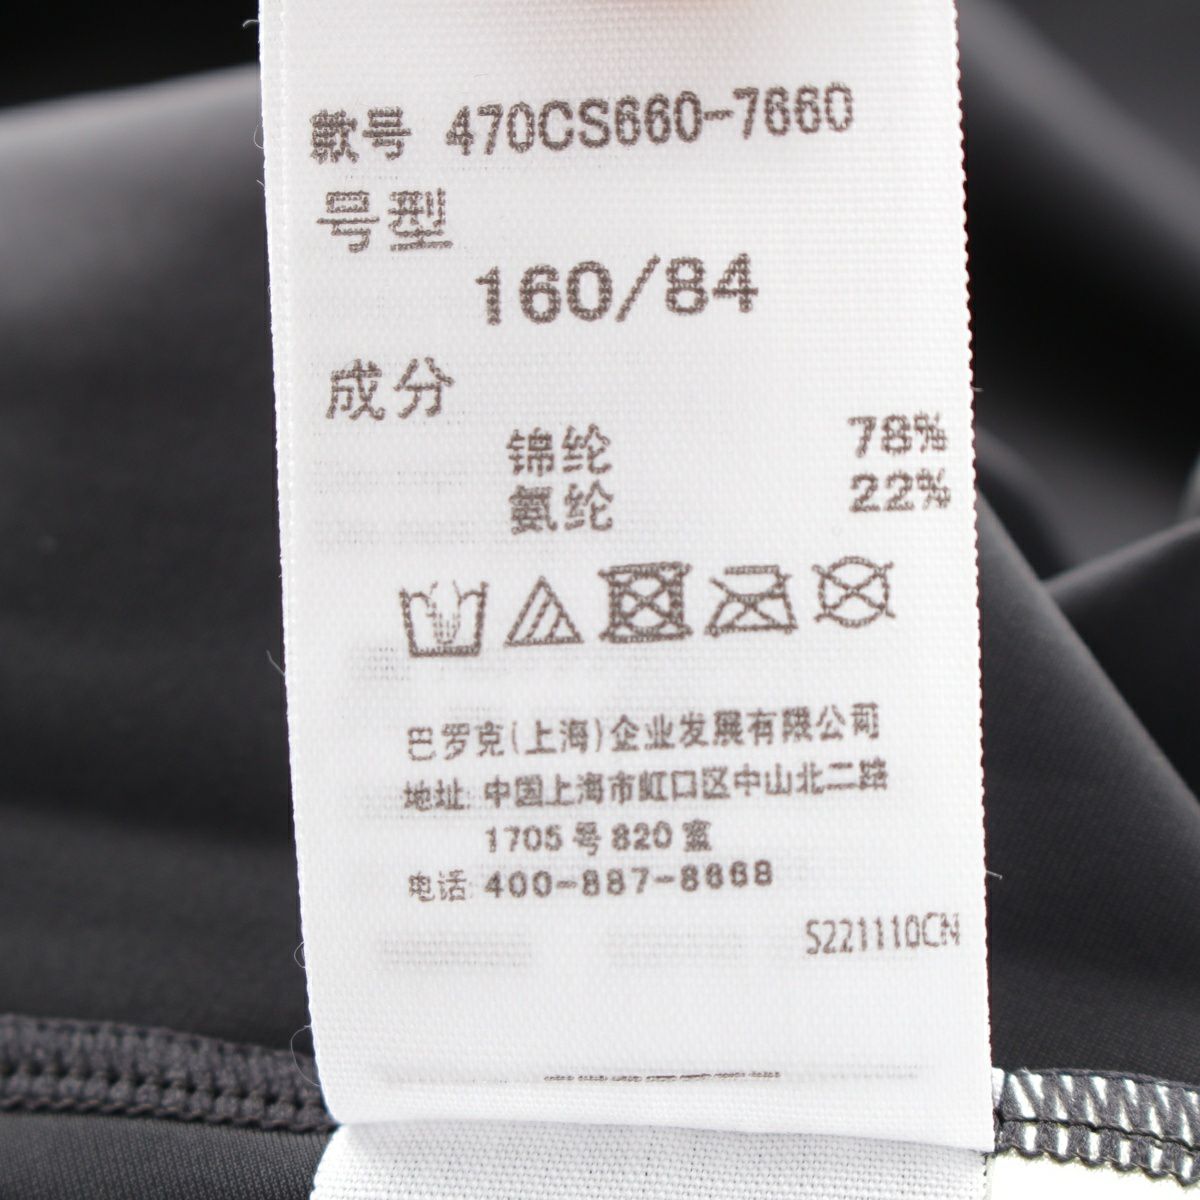 款号 470CS660-7660
号型
160/84
成分
锦纶 78%
氨纶 22%
巴罗克(上海)企业发展有限公司
地址: 中国上海市虹口区中山北二路
1705号820室
电话: 400-887-8668
S221110CN